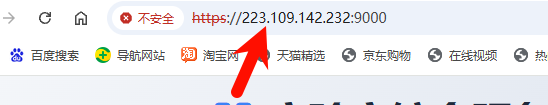 不安全 https://223.109.142.232:9000
百度搜索 导航网站 淘宝网 天猫精选 京东购物 在线视频